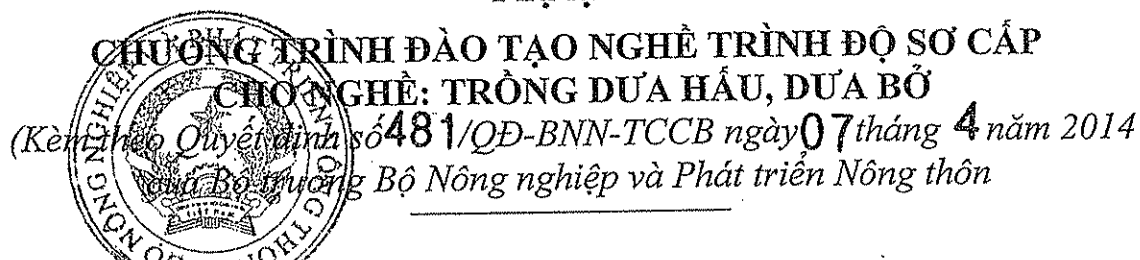 CHƯƠNG TRÌNH ĐÀO TẠO NGHỀ TRÌNH ĐỘ SƠ CẤP
CHO NGHỀ: TRỒNG DƯA HẤU, DƯA BỞ
(Kèm theo Quyết định số 481/QĐ-BNN-TCCB ngày 07 tháng 4 năm 2014
của Bộ trưởng Bộ Nông nghiệp và Phát triển Nông thôn